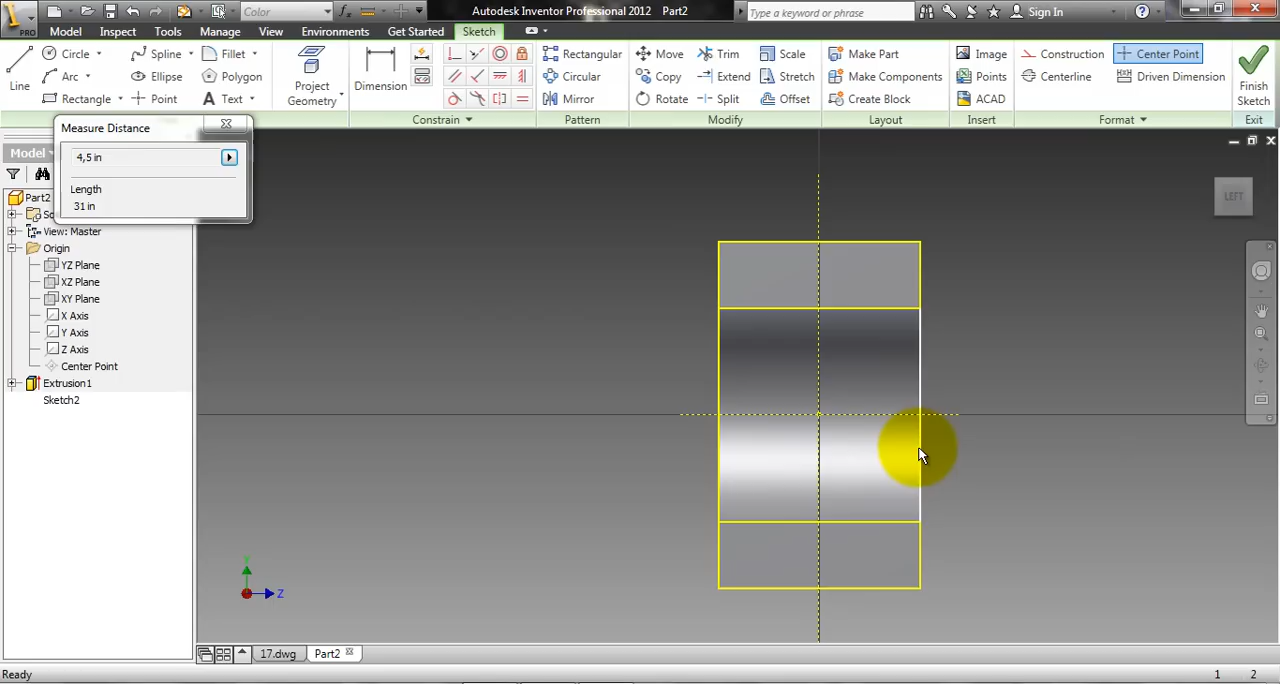 Color
Autodesk Inventor Professional 2012 Part2
Type a keyword or phrase
Sign In
PRO
Model Inspect Tools Manage View Environments Get Started Sketch
Circle Spline Fillet
Arc Ellipse Polygon
Line
Rectangle Point Text
Project
Geometry
Dimension
Constrain
Rectangular
Circular
Mirror
Pattern
Move Trim Scale
Copy Extend Stretch
Rotate Split Offset
Modify
Make Part
Make Components
Create Block
Layout
Image
Points
ACAD
Insert
Construction Center Point
Centerline Driven Dimension
Format
Finish
Sketch
Exit
Measure Distance
4,5 in
Length
31 in
Model
Part2
So
View: Master
Origin
YZ Plane
XZ Plane
XY Plane
X Axis
Y Axis
Z Axis
Center Point
Extrusion1
Sketch2
LEFT
Y
Z
17.dwg Part2
Ready 1 2